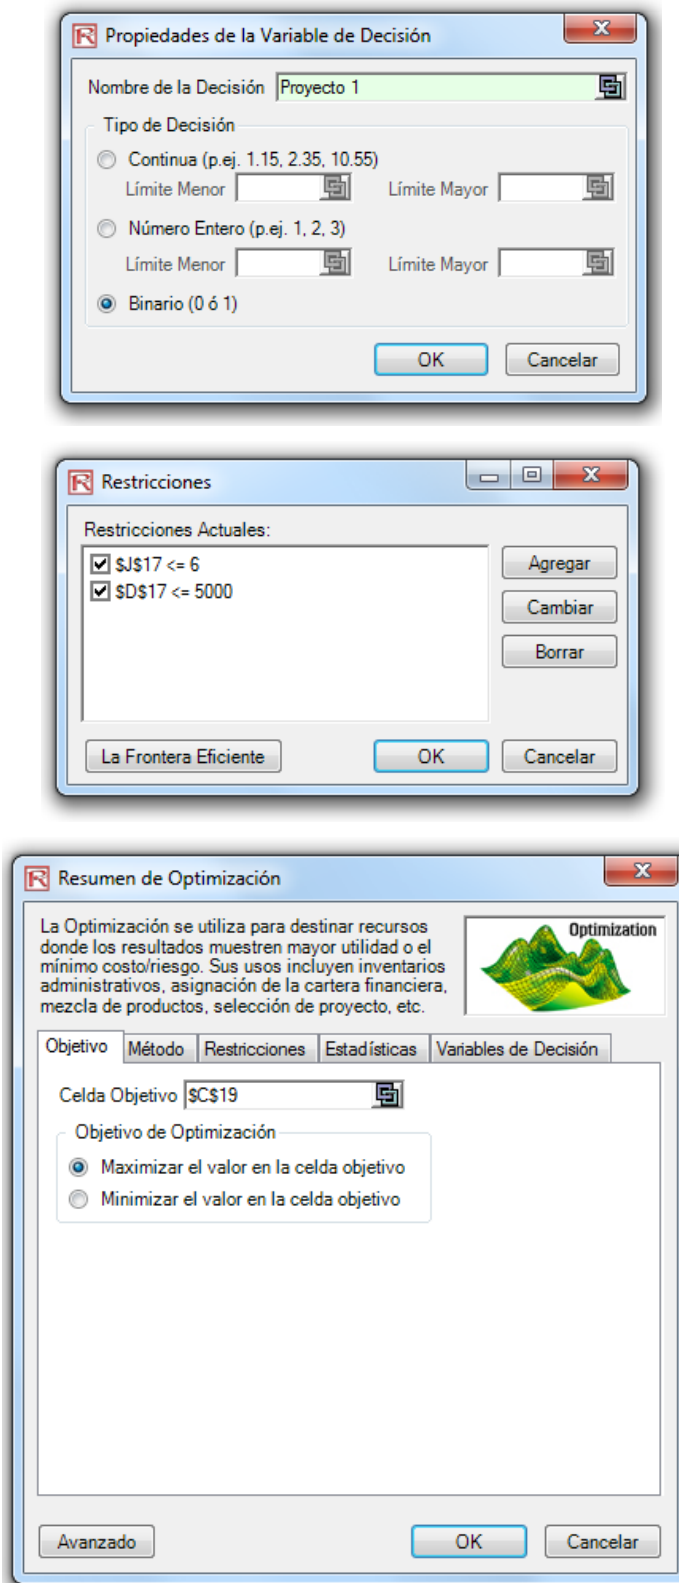 Propiedades de la Variable de Decisión
Nombre de la Decisión Proyecto 1
Tipo de Decisión
Continua (p.ej. 1.15, 2.35, 10.55)
Límite Menor Límite Mayor
Número Entero (p.ej. 1, 2, 3)
Límite Menor Límite Mayor
Binario (0 ó 1)
OK Cancelar
Restricciones
Restricciones Actuales:
$J$17 <= 6
$D$17 <= 5000
Agregar
Cambiar
Borrar
La Frontera Eficiente OK Cancelar
Resumen de Optimización
La Optimización se utiliza para destinar recursos
donde los resultados muestren mayor utilidad o el
mínimo costo/riesgo. Sus usos incluyen inventarios
administrativos, asignación de la cartera financiera,
mezcla de productos, selección de proyecto, etc.
Optimization
Objetivo Método Restricciones Estadísticas Variables de Decisión
Celda Objetivo $C$19
Objetivo de Optimización
Maximizar el valor en la celda objetivo
Minimizar el valor en la celda objetivo
Avanzado OK Cancelar